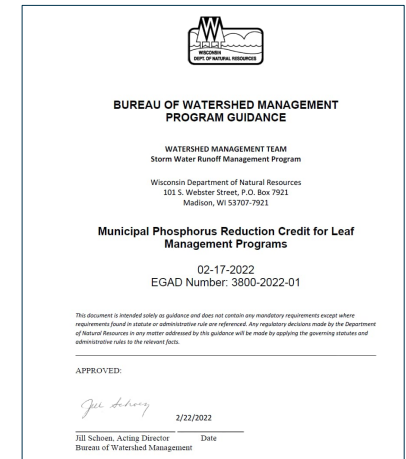 WISCONSIN
DEPT. OF NATURAL RESOURCES
BUREAU OF WATERSHED MANAGEMENT
PROGRAM GUIDANCE
WATERSHED MANAGEMENT TEAM
Storm Water Runoff Management Program
Wisconsin Department of Natural Resources
101 S. Webster Street, P.O. Box 7921
Madison, WI 53707-7921
Municipal Phosphorus Reduction Credit for Leaf
Management Programs
02-17-2022
EGAD Number: 3800-2022-01
This document is intended solely as guidance and does not contain any mandatory requirements except where
requirements found in statute or administrative rule are referenced. Any regulatory decisions made by the Department
of Natural Resources in any matter addressed by this guidance will be made by applying the governing statutes and
administrative rules to the relevant facts.
APPROVED:
Jill Schoen
2/22/2022
Jill Schoen, Acting Director Date
Bureau of Watershed Management